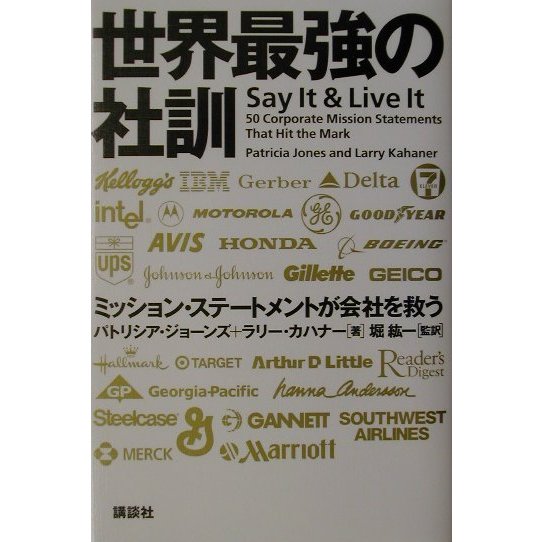 世界最強の
社訓
Say It & Live It
50 Corporate Mission Statements
That Hit the Mark
Patricia Jones and Larry Kahaner
Kellogg's IBM Gerber Delta 7 ELEVEN
intel® MOTOROLA GE GOODYEAR
AVIS HONDA BOEING
ups Johnson & Johnson Gillette GEICO
ミッション・ステートメントが会社を救う
パトリシア・ジョーンズ+ラリー・カハナー[著] 堀 紘一[監訳]
Hallmark TARGET Arthur D Little Reader's Digest
GP Georgia-Pacific Hanna Andersson
Steelcase G GANNETT SOUTHWEST AIRLINES
MERCK Marriott
講談社